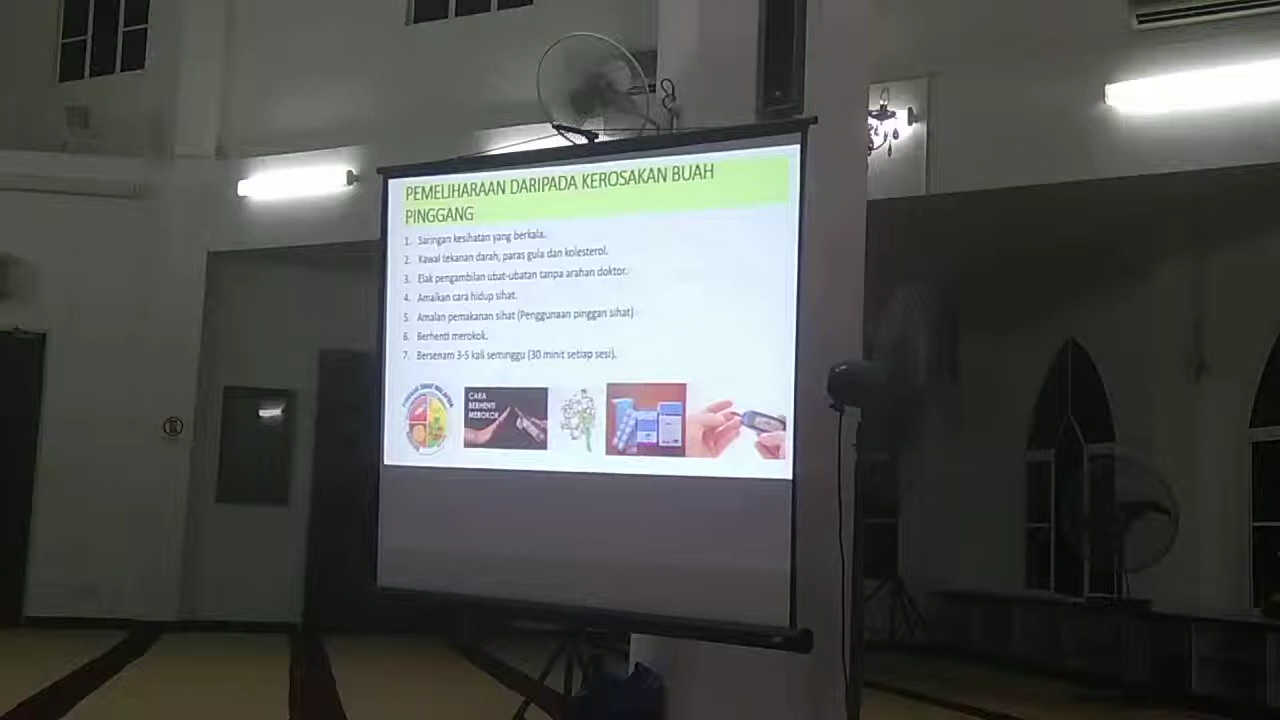 PEMELIHARAAN DARIPADA KEROSAKAN BUAH
PINGGANG
1. Saringan kesihatan yang berkala.
2. Kawal tekanan darah, paras gula dan kolesterol.
3. Elak pengambilan ubat-ubatan tanpa arahan doktor.
4. Amalkan cara hidup sihat.
5. Amalan pemakanan sihat (Penggunaan pinggan sihat)
6. Berhenti merokok.
7. Bersenam 3-5 kali seminggu (30 minit setiap sesi).
CARA
BERHENTI
MEROKOK